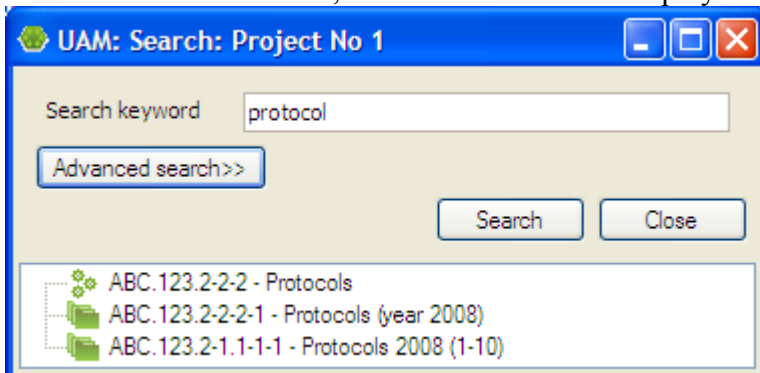 UAM: Search: Project No 1
Search keyword protocol
Advanced search>>
Search Close
ABC.123.2-2-2 - Protocols
ABC.123.2-2-2-1 - Protocols (year 2008)
ABC.123.2-1.1-1-1 - Protocols 2008 (1-10)